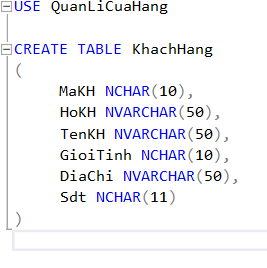 USE QuanLiCuaHang
CREATE TABLE KhachHang
(
MaKH NCHAR(10),
HoKH NVARCHAR(50),
TenKH NVARCHAR(50),
GioiTinh NCHAR(10),
DiaChi NVARCHAR(50),
Sdt NCHAR(11)
)